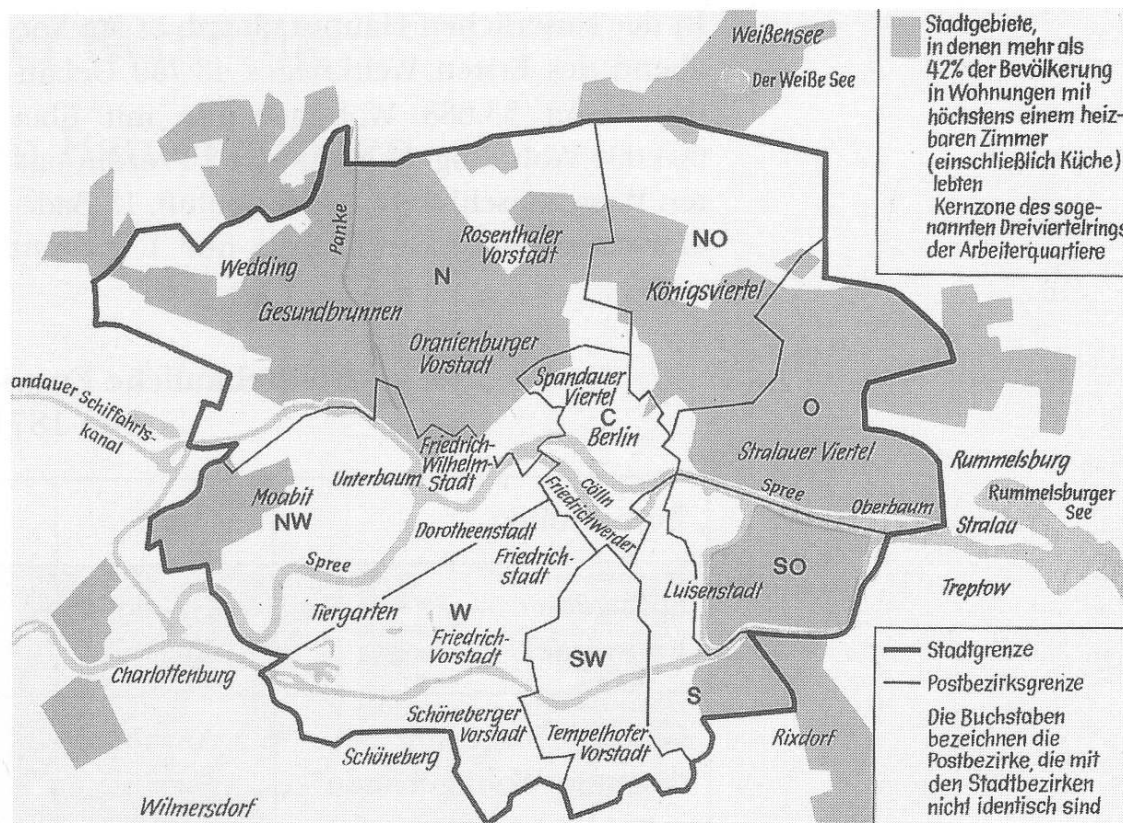 Weißensee
Der Weiße See
Stadtgebiete,
in denen mehr als
42% der Bevölkerung
in Wohnungen mit
höchstens einem heiz-
baren Zimmer
(einschließlich Küche)
lebten
Kernzone des soge-
nannten Dreiviertelrings
der Arbeiterquartiere
Panke
Rosenthaler
Vorstadt
NO
Wedding
N
Königsviertel
Gesundbrunnen
Oranienburger
Vorstadt
Spandauer
Viertel
andauer Schiffahrts-
kanal
C
Berlin
O
Friedrich-
Wilhelm-
Stadt
Stralauer Viertel
Rummelsburg
Unterbaum
Moabit
NW
Cölln
Spree
Oberbaum
Rummelsburger
See
Stralau
Dorotheenstadt
Friedrichwerder
Friedrich-
stadt
Spree
SO
Luisenstadt
Treptow
Tiergarten
W
Friedrich-
Vorstadt
SW
Charlottenburg
S
Schöneberger
Vorstadt
Tempelhofer
Vorstadt
Rixdorf
Schöneberg
Wilmersdorf
Stadtgrenze
Postbezirksgrenze
Die Buchstaben
bezeichnen die
Postbezirke, die mit
den Stadtbezirken
nicht identisch sind